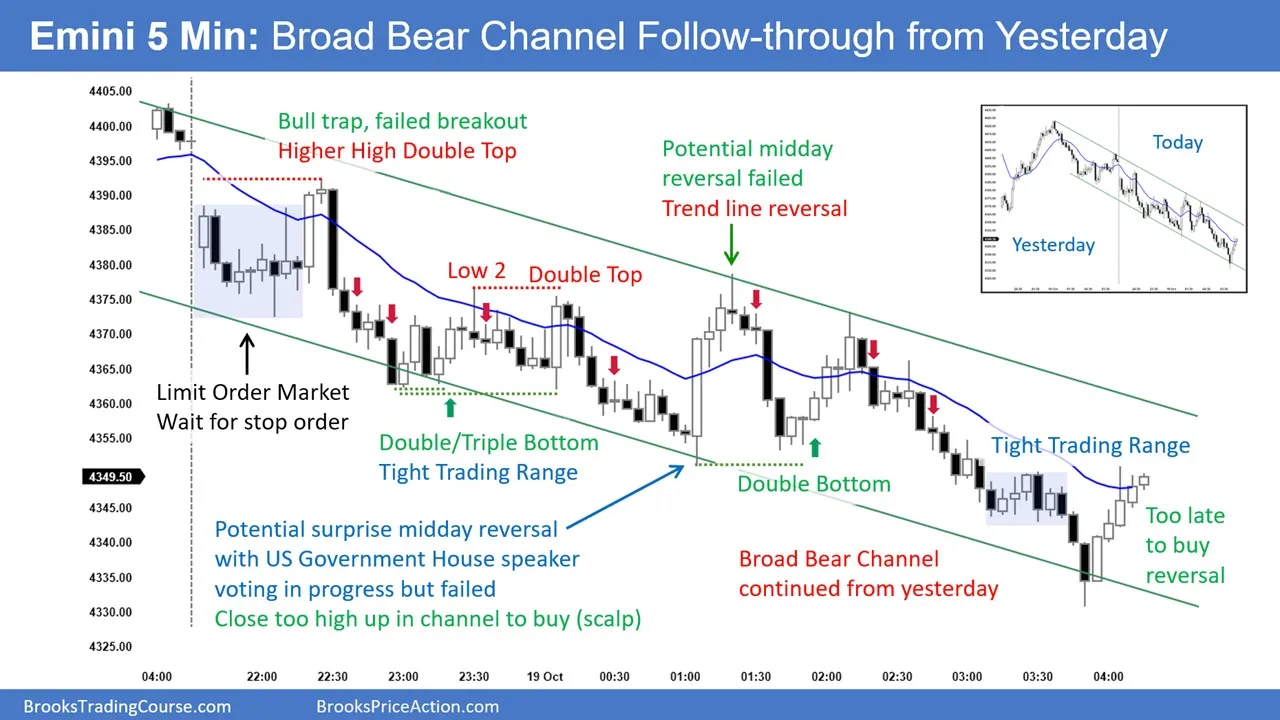 Emini 5 Min: Broad Bear Channel Follow-through from Yesterday
4405.00
4400.00
4395.00
4390.00
4385.00
4380.00
4375.00
4370.00
4365.00
4360.00
4355.00
4349.50
4345.00
4340.00
4335.00
4330.00
4325.00
Bull trap, failed breakout
Higher High Double Top
Potential midday
reversal failed
Trend line reversal
Today
Yesterday
Low 2
Double Top
Limit Order Market
Wait for stop order
Double/Triple Bottom
Tight Trading Range
Double Bottom
Tight Trading Range
Potential surprise midday reversal
with US Government House speaker
voting in progress but failed
Close too high up in channel to buy (scalp)
Broad Bear Channel
continued from yesterday
Too late
to buy
reversal
04:00
22:00
23:00
23:30
19 Oct
00:30
01:00
01:30
02:00
02:30
03:00
03:30
04:00
BrooksTradingCourse.com
BrooksPriceAction.com